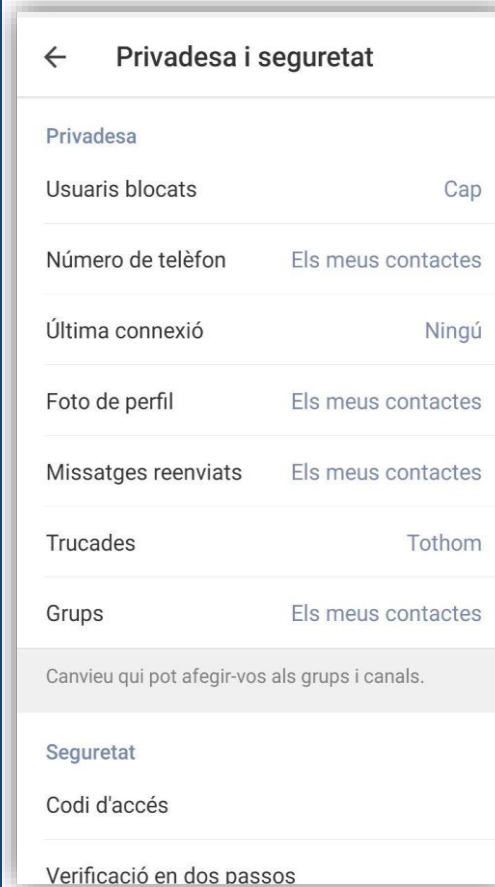 Privadesa i seguretat
Privadesa
Usuaris blocats Cap
Número de telèfon Els meus contactes
Última connexió Ningú
Foto de perfil Els meus contactes
Missatges reenviats Els meus contactes
Trucades Tothom
Grups Els meus contactes
Canvieu qui pot afegir-vos als grups i canals.
Seguretat
Codi d'accés
Verificació en dos passos